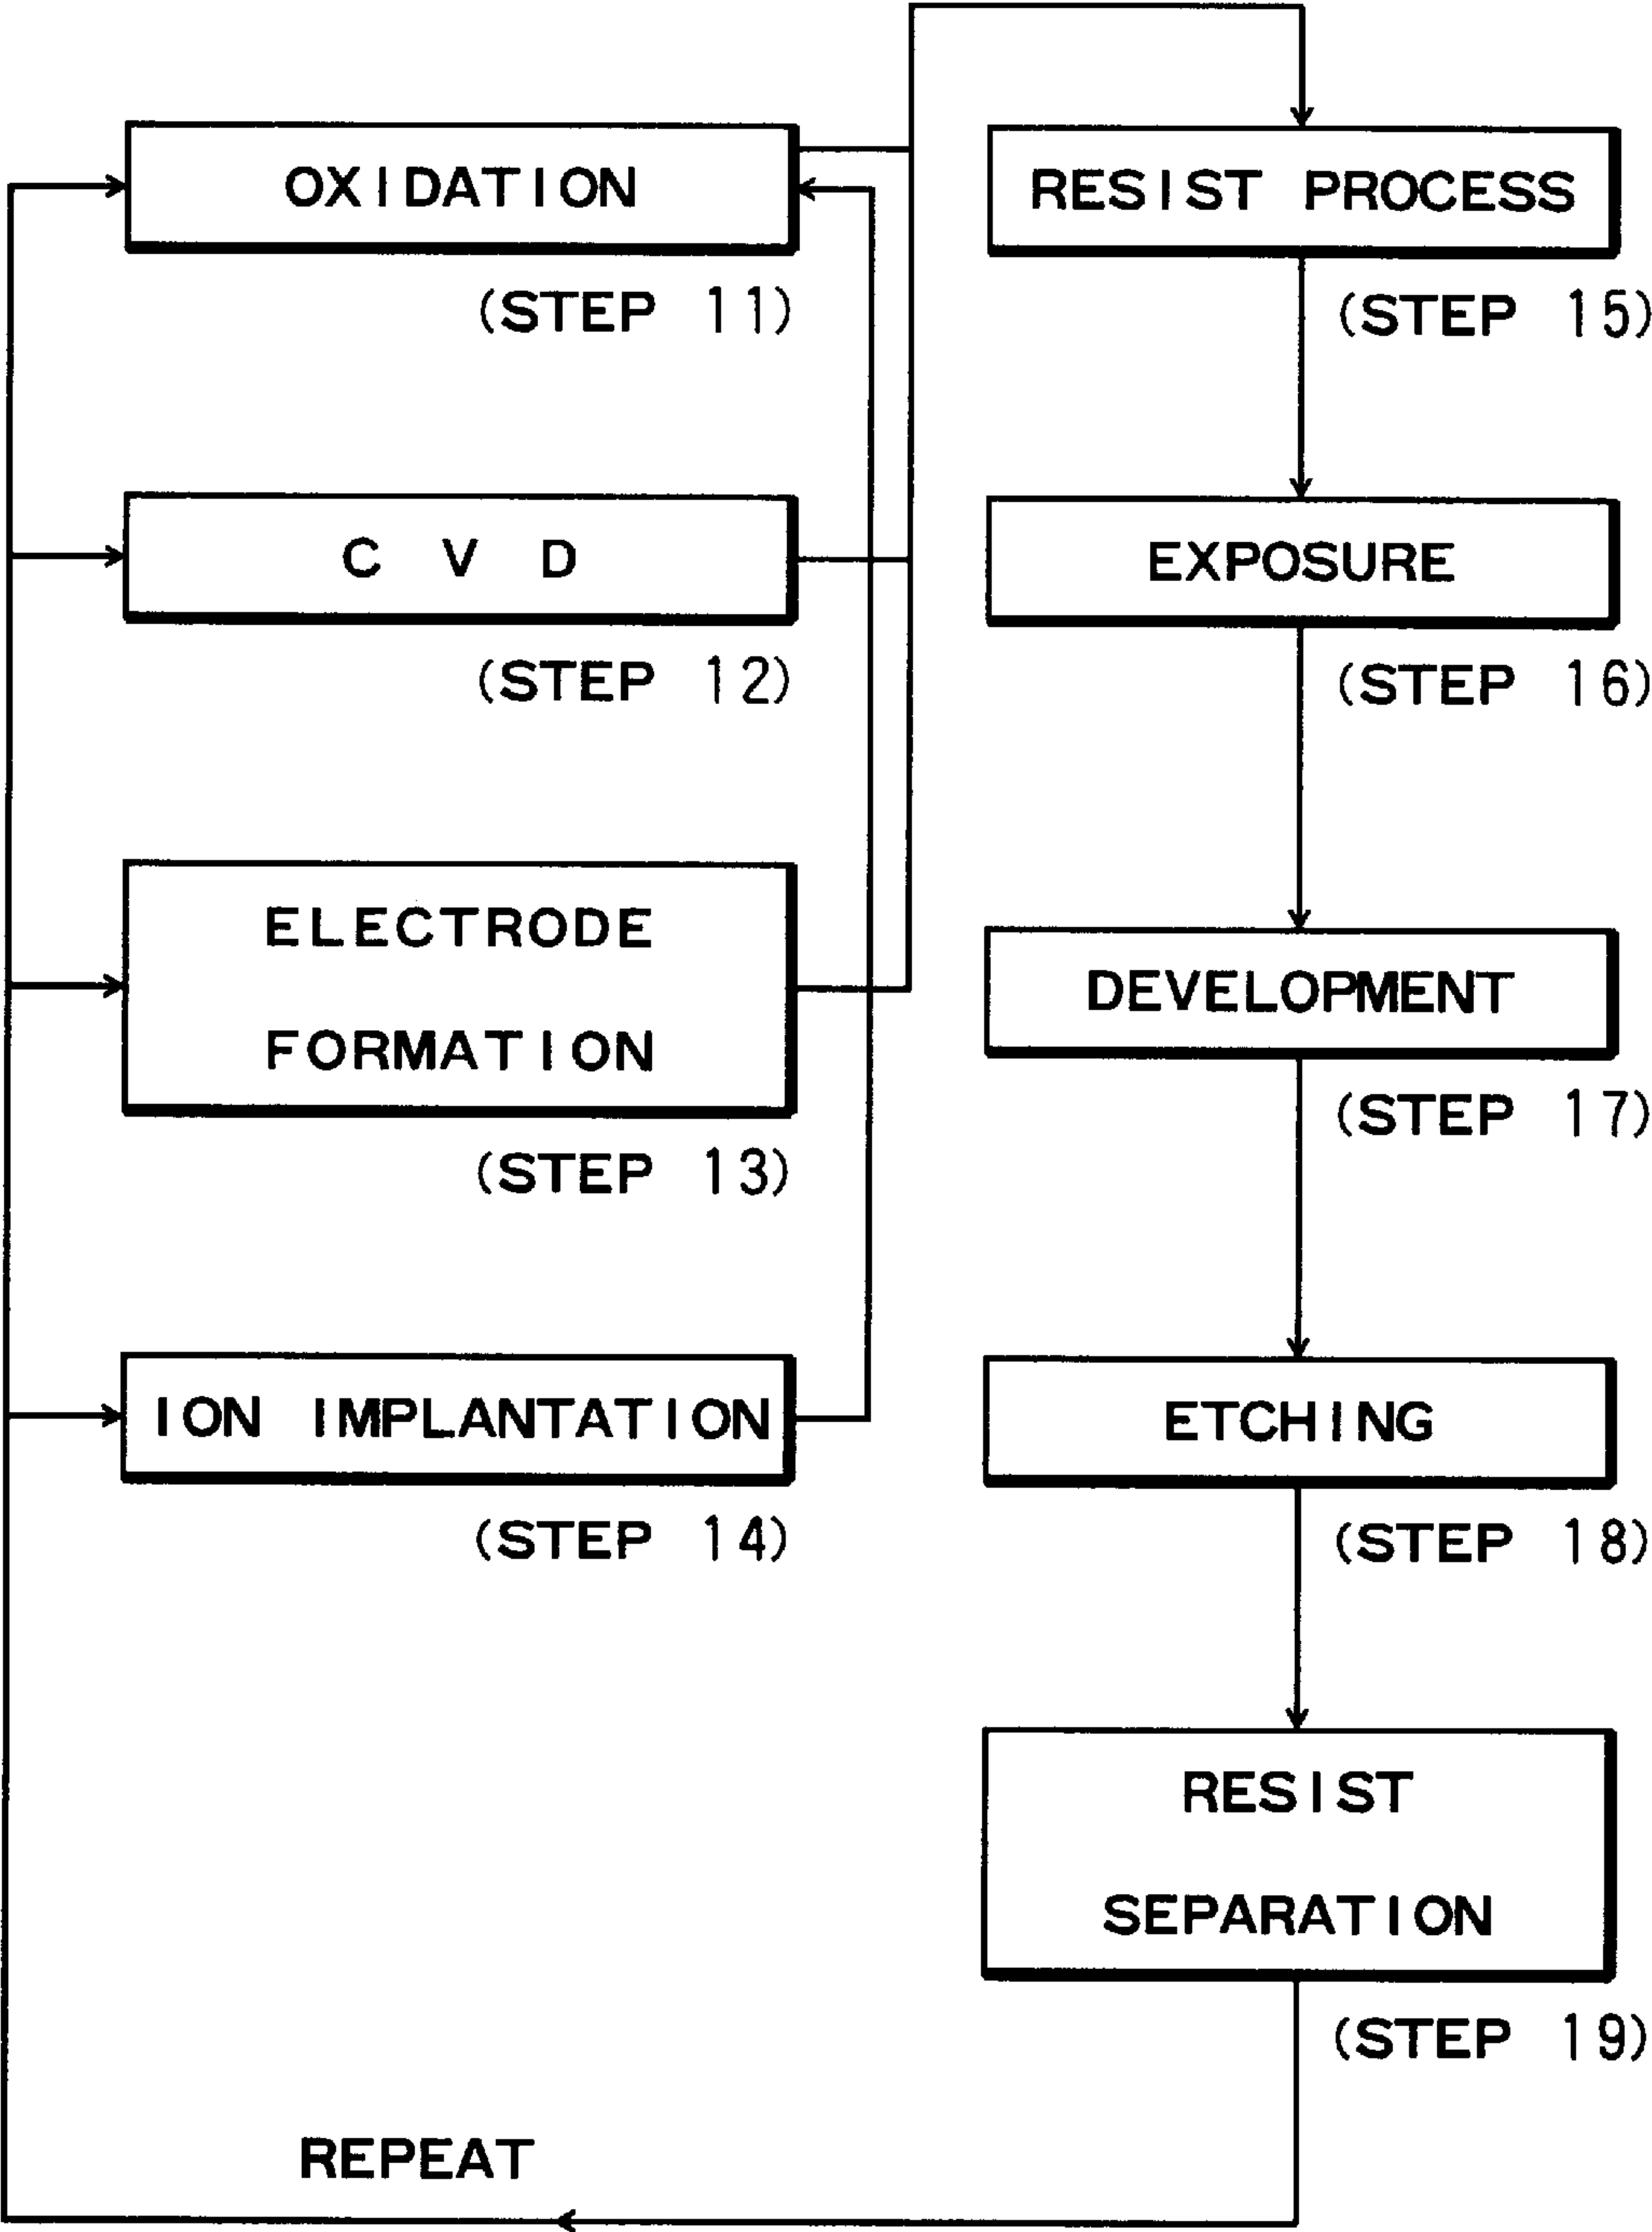 OXIDATION
(STEP 11)
C V D
(STEP 12)
ELECTRODE
FORMATION
(STEP 13)
ION IMPLANTATION
(STEP 14)
RESIST PROCESS
(STEP 15)
EXPOSURE
(STEP 16)
DEVELOPMENT
(STEP 17)
ETCHING
(STEP 18)
RESIST
SEPARATION
(STEP 19)
REPEAT